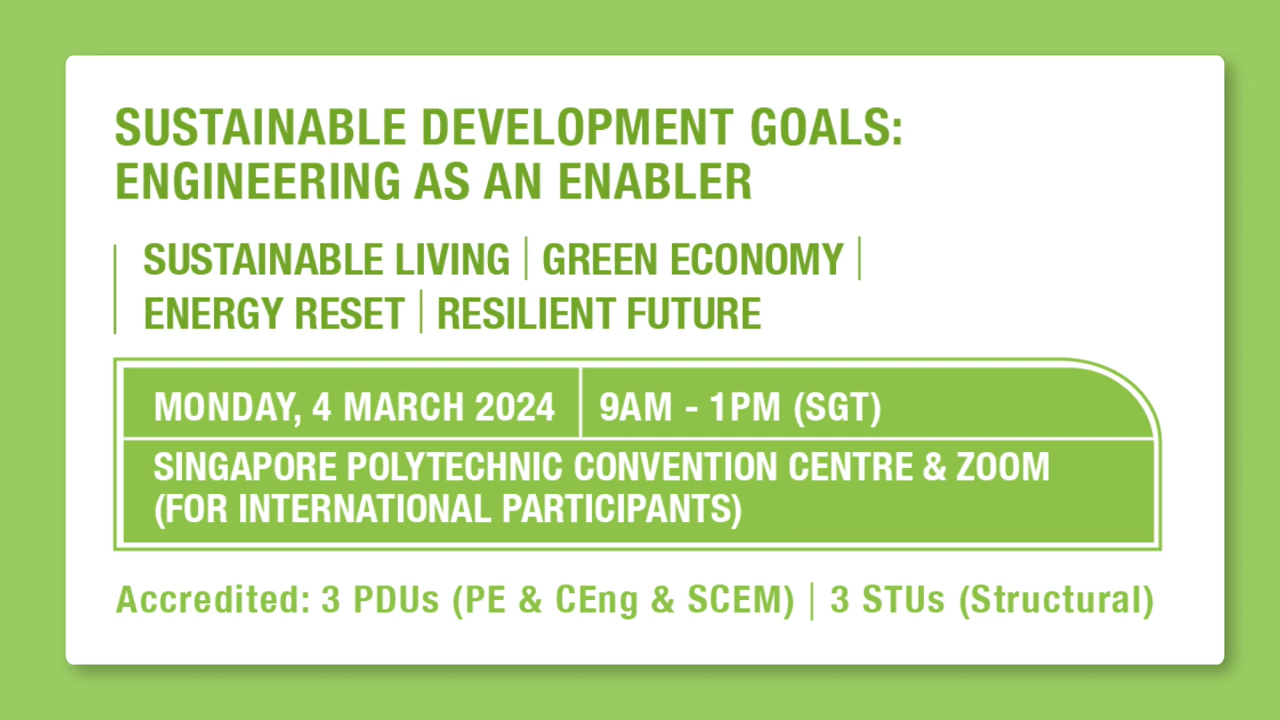 SUSTAINABLE DEVELOPMENT GOALS:
ENGINEERING AS AN ENABLER
SUSTAINABLE LIVING | GREEN ECONOMY |
ENERGY RESET | RESILIENT FUTURE
MONDAY, 4 MARCH 2024 | 9AM - 1PM (SGT)
SINGAPORE POLYTECHNIC CONVENTION CENTRE & ZOOM
(FOR INTERNATIONAL PARTICIPANTS)
Accredited: 3 PDUs (PE & CEng & SCEM) | 3 STUs (Structural)